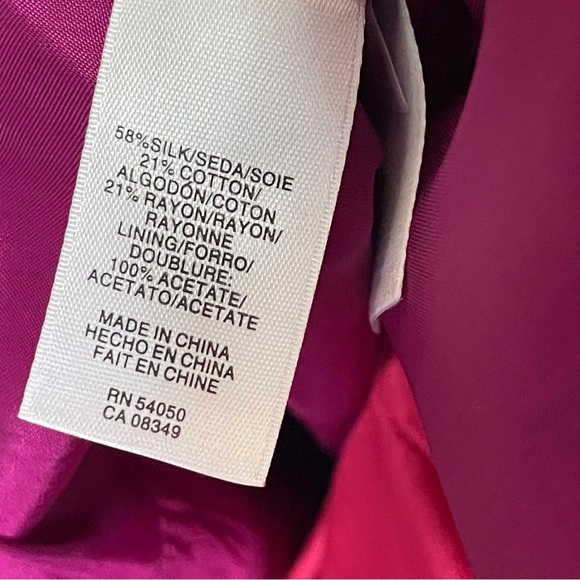 58%SILK/SEDA/SOIE
21% COTTON/
ALGODÓN/COTON
21% RAYON/RAYON/
RAYONNE
LINING/FORRO/
DOUBLURE:
100% ACETATE/
ACETATO/ACETATE
MADE IN CHINA
HECHO EN CHINA
FAIT EN CHINE
RN 54050
CA 08349